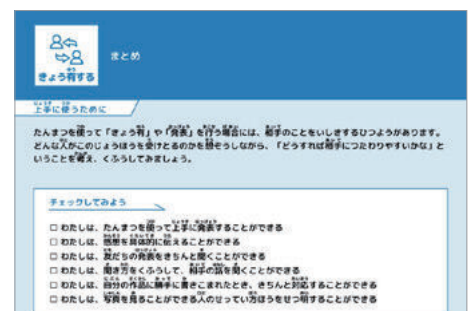 きょう有する
まとめ
上手に使うために
たんまつを使って「きょう有」や「発表」を行う場合には、相手のことをいしきするひつようがあります。
どんな人がこのじょうほうを受けとるのかを想ぞうしながら、「どうすれば相手につたわりやすいかな」と
いうことを考え、くふうしてみましょう。
チェックしてみよう
□ わたしは、たんまつを使って上手に発表することができる
□ わたしは、感想を具体的に伝えることができる
□ わたしは、友だちの発表をきちんと聞くことができる
□ わたしは、聞き方をくふうして、相手の話を聞くことができる
□ わたしは、自分の作品に勝手に書きこまれたとき、きちんと対応することができる
□ わたしは、写真を見ることができる人のせってい方ほうをせつ明することができる